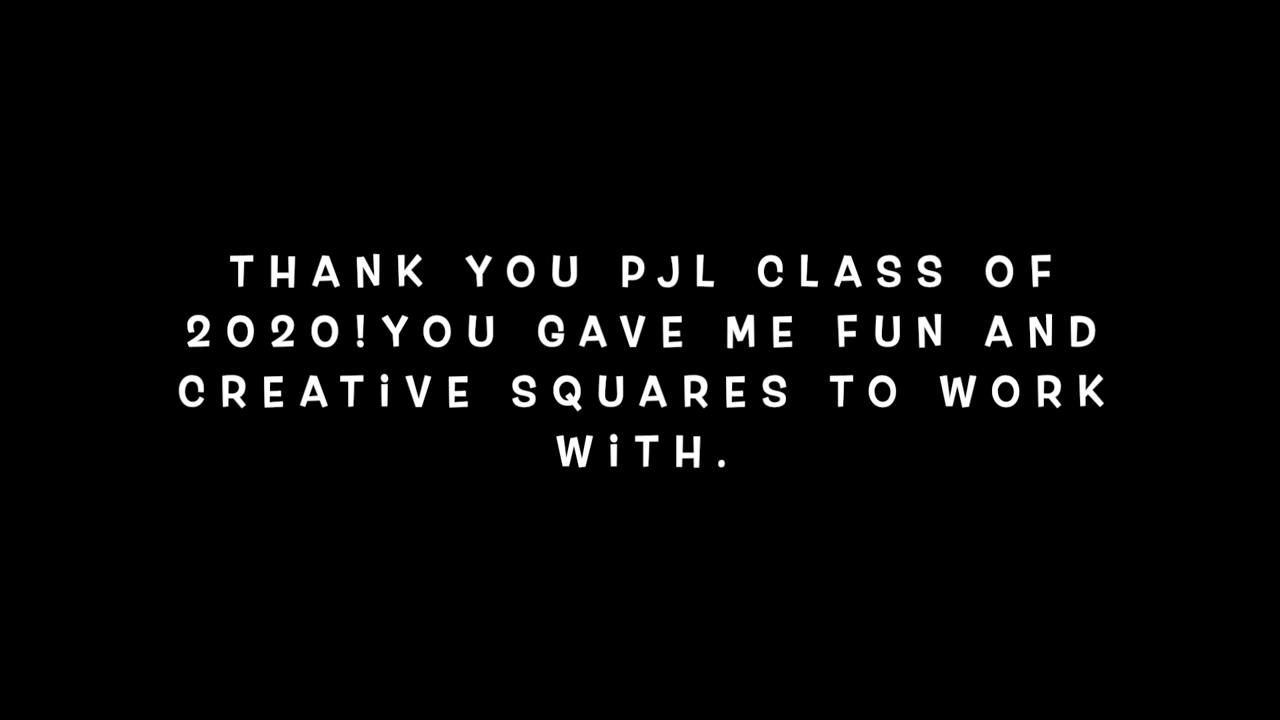 THANK YOU PJL CLASS OF
2020!YOU GAVE ME FUN AND
CREATiVE SQUARES TO WORK
WiTH.